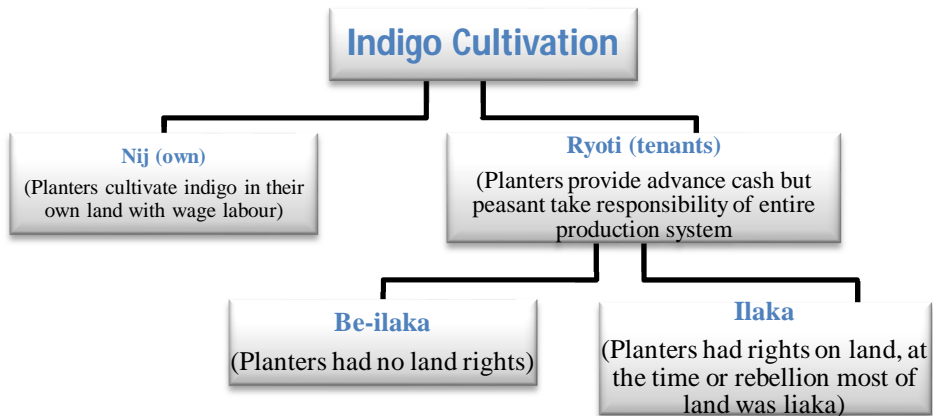 Indigo Cultivation
Nij (own)
(Planters cultivate indigo in their
own land with wage labour)
Ryoti (tenants)
(Planters provide advance cash but
peasant take responsibility of entire
production system
Be-ilaka
(Planters had no land rights)
Ilaka
(Planters had rights on land, at
the time or rebellion most of
land was liaka)